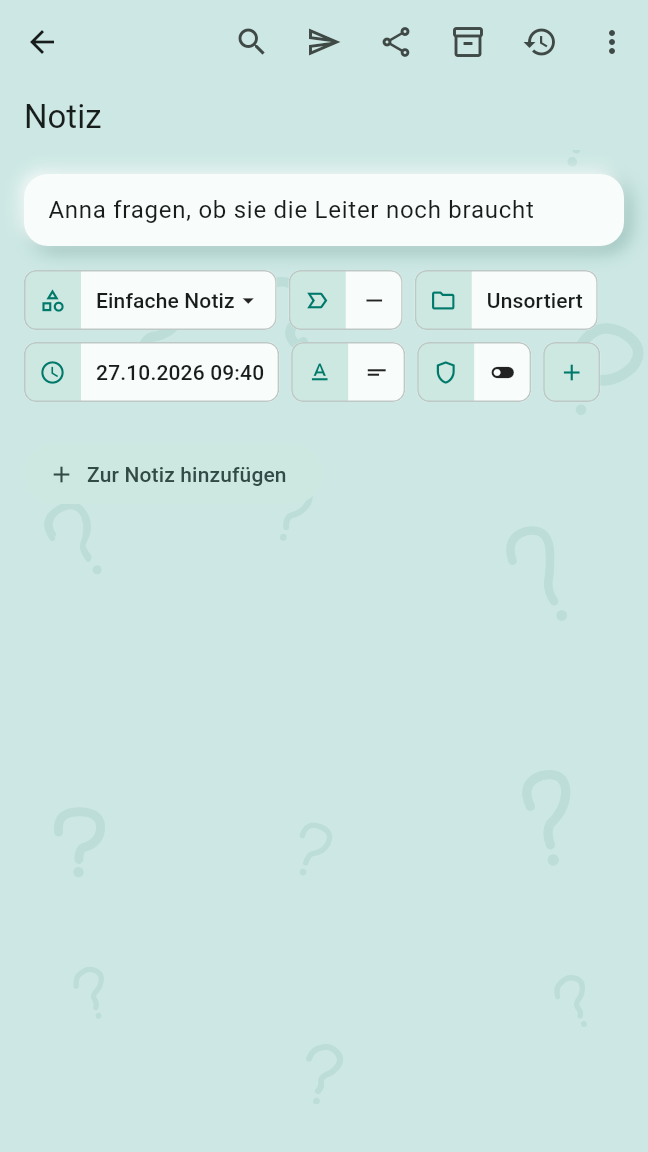 Notiz
Anna fragen, ob sie die Leiter noch braucht
Einfache Notiz
Unsortiert
27.10.2026 09:40
Zur Notiz hinzufügen